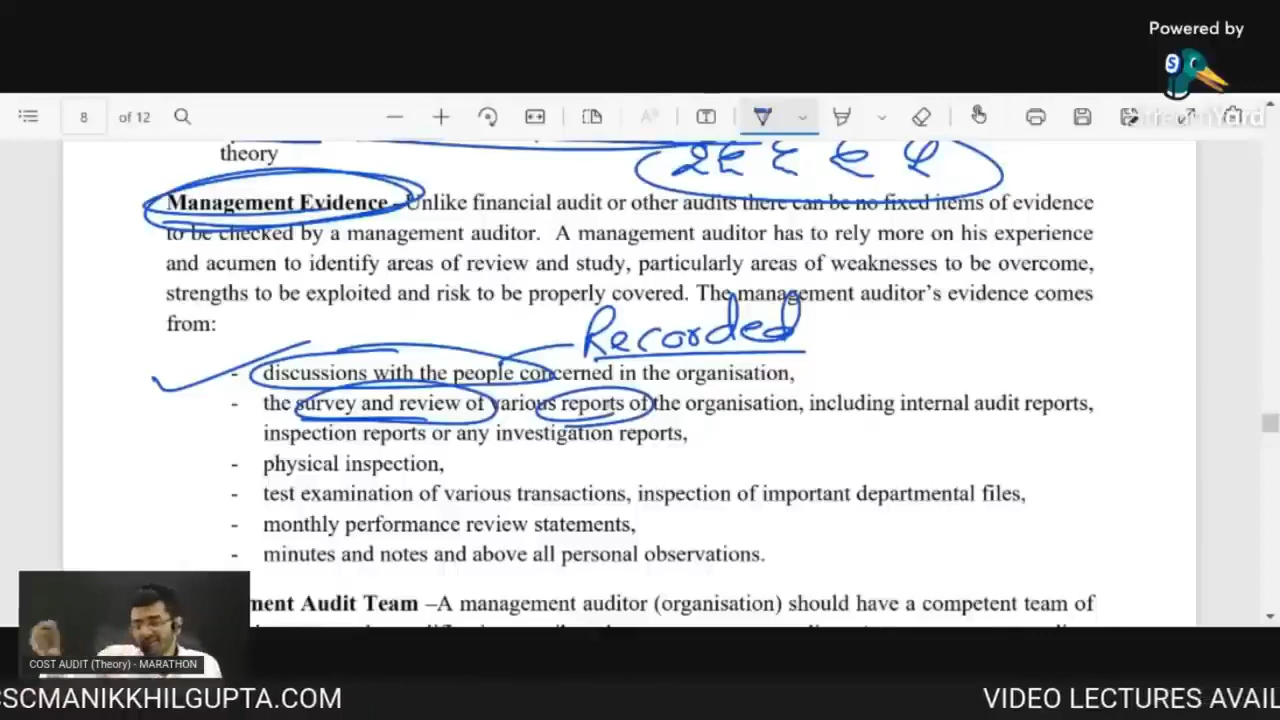 Powered by
S
8 of 12
theory
Management Evidence - Unlike financial audit or other audits there can be no fixed items of evidence
to be checked by a management auditor. A management auditor has to rely more on his experience
and acumen to identify areas of review and study, particularly areas of weaknesses to be overcome,
strengths to be exploited and risk to be properly covered. The management auditor's evidence comes
from:
Recorded
- discussions with the people concerned in the organisation,
- the survey and review of various reports of the organisation, including internal audit reports,
inspection reports or any investigation reports,
- physical inspection,
- test examination of various transactions, inspection of important departmental files,
- monthly performance review statements,
- minutes and notes and above all personal observations.
ment Audit Team –A management auditor (organisation) should have a competent team of
COST AUDIT (Theory) - MARATHON
SCMANIKKHILGUPTA.COM VIDEO LECTURES AVAIL